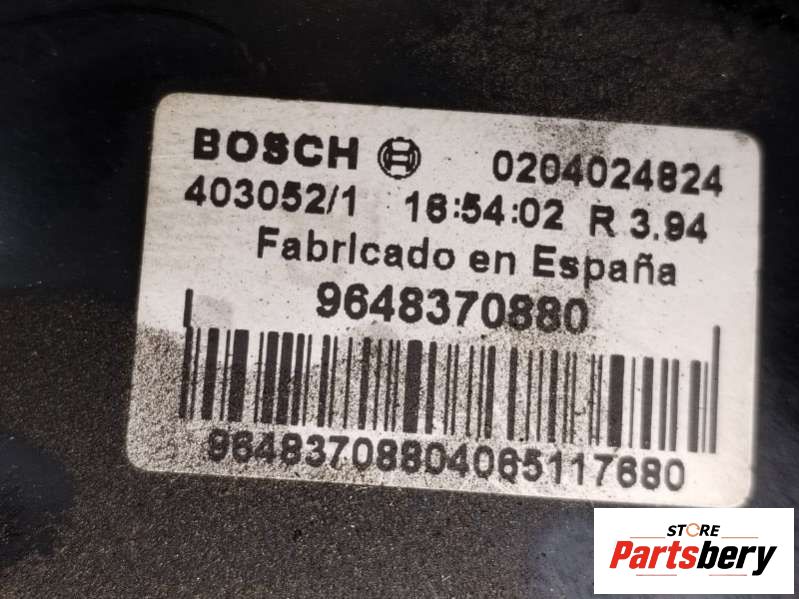 BOSCH 0204024824
403052/1 16:54:02 R 3.94
Fabricado en España
9648370880
96483708804065117680
STORE
Partsbery